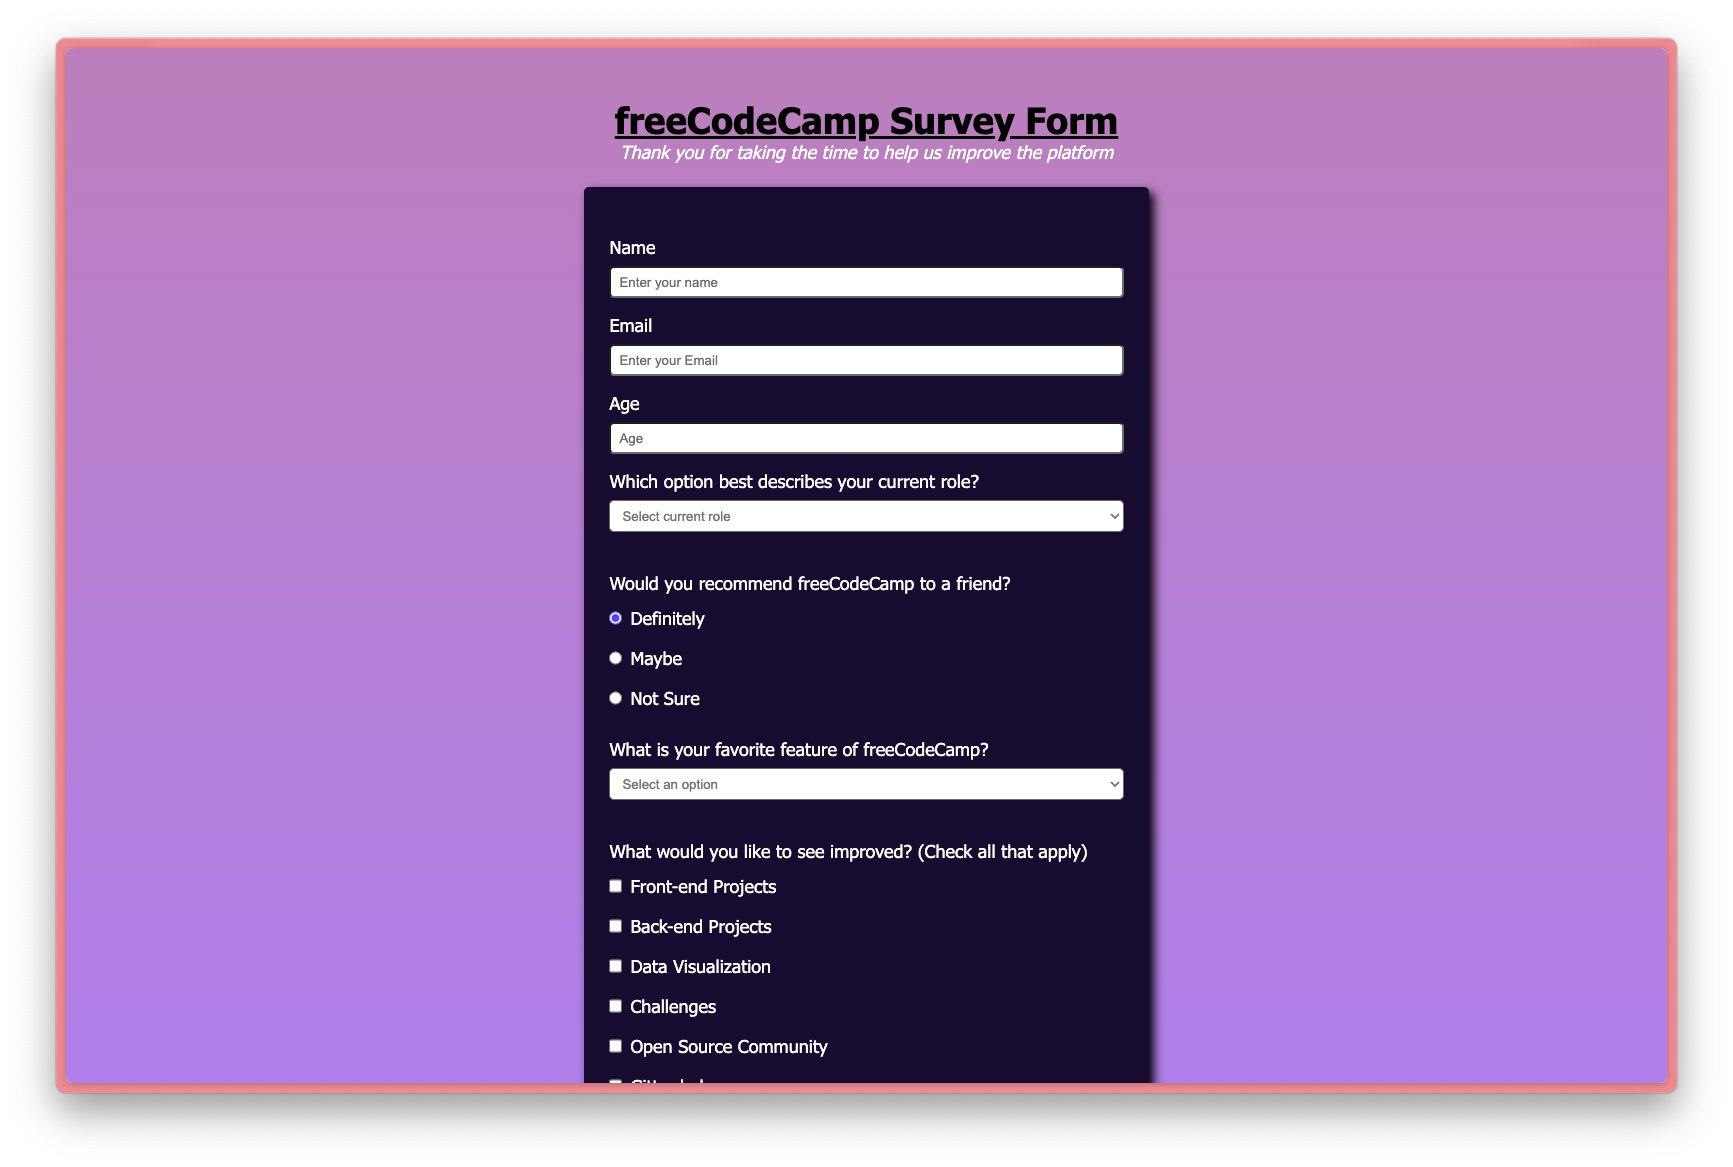 freeCodeCamp Survey Form
Thank you for taking the time to help us improve the platform
Name
Enter your name
Email
Enter your Email
Age
Age
Which option best describes your current role?
Select current role
Would you recommend freeCodeCamp to a friend?
Definitely
Maybe
Not Sure
What is your favorite feature of freeCodeCamp?
Select an option
What would you like to see improved? (Check all that apply)
Front-end Projects
Back-end Projects
Data Visualization
Challenges
Open Source Community